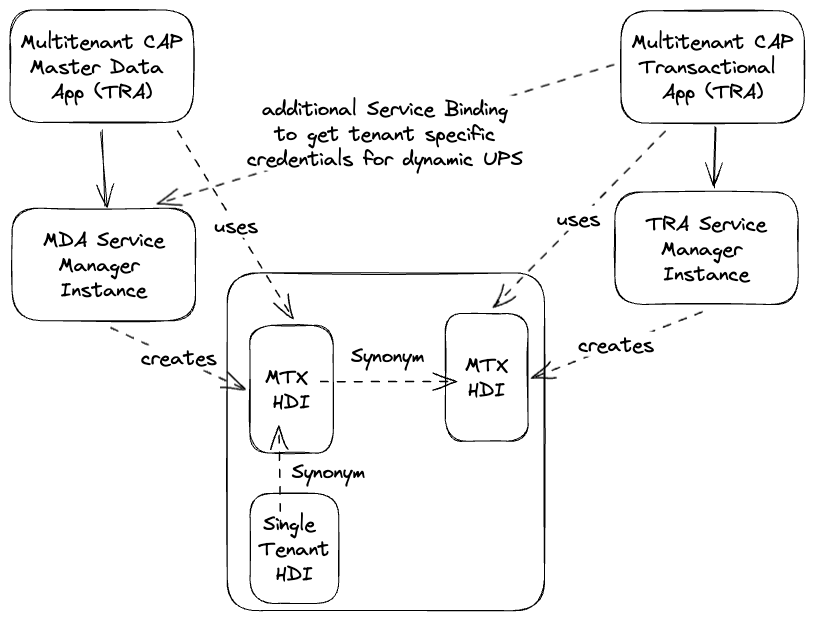 Multitenant CAP
Master Data
App (TRA)
Multitenant CAP
Transactional
App (TRA)
additional Service Binding
to get tenant specific
credentials for dynamic UPS
uses
uses
MDA Service
Manager
Instance
TRA Service
Manager
Instance
creates
creates
MTX
HDI
Synonym
MTX
HDI
Synonym
Single
Tenant
HDI